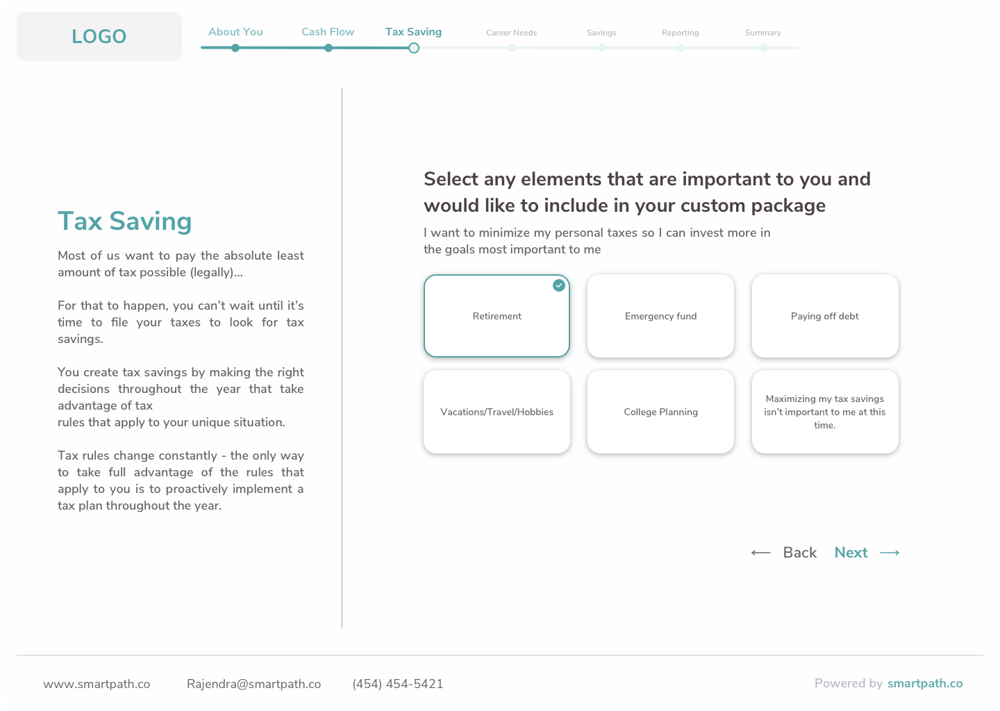 LOGO
About You
Cash Flow
Tax Saving
Career Needs
Savings
Reporting
Summary
Tax Saving
Most of us want to pay the absolute least
amount of tax possible (legally)...
For that to happen, you can't wait until it's
time to file your taxes to look for tax
savings.
You create tax savings by making the right
decisions throughout the year that take
advantage of tax
rules that apply to your unique situation.
Tax rules change constantly - the only way
to take full advantage of the rules that
apply to you is to proactively implement a
tax plan throughout the year.
Select any elements that are important to you and
would like to include in your custom package
I want to minimize my personal taxes so I can invest more in
the goals most important to me
Retirement
Emergency fund
Paying off debt
Vacations/Travel/Hobbies
College Planning
Maximizing my tax savings
isn't important to me at this
time.
Back
Next
www.smartpath.co
Rajendra@smartpath.co
(454) 454-5421
Powered by smartpath.co